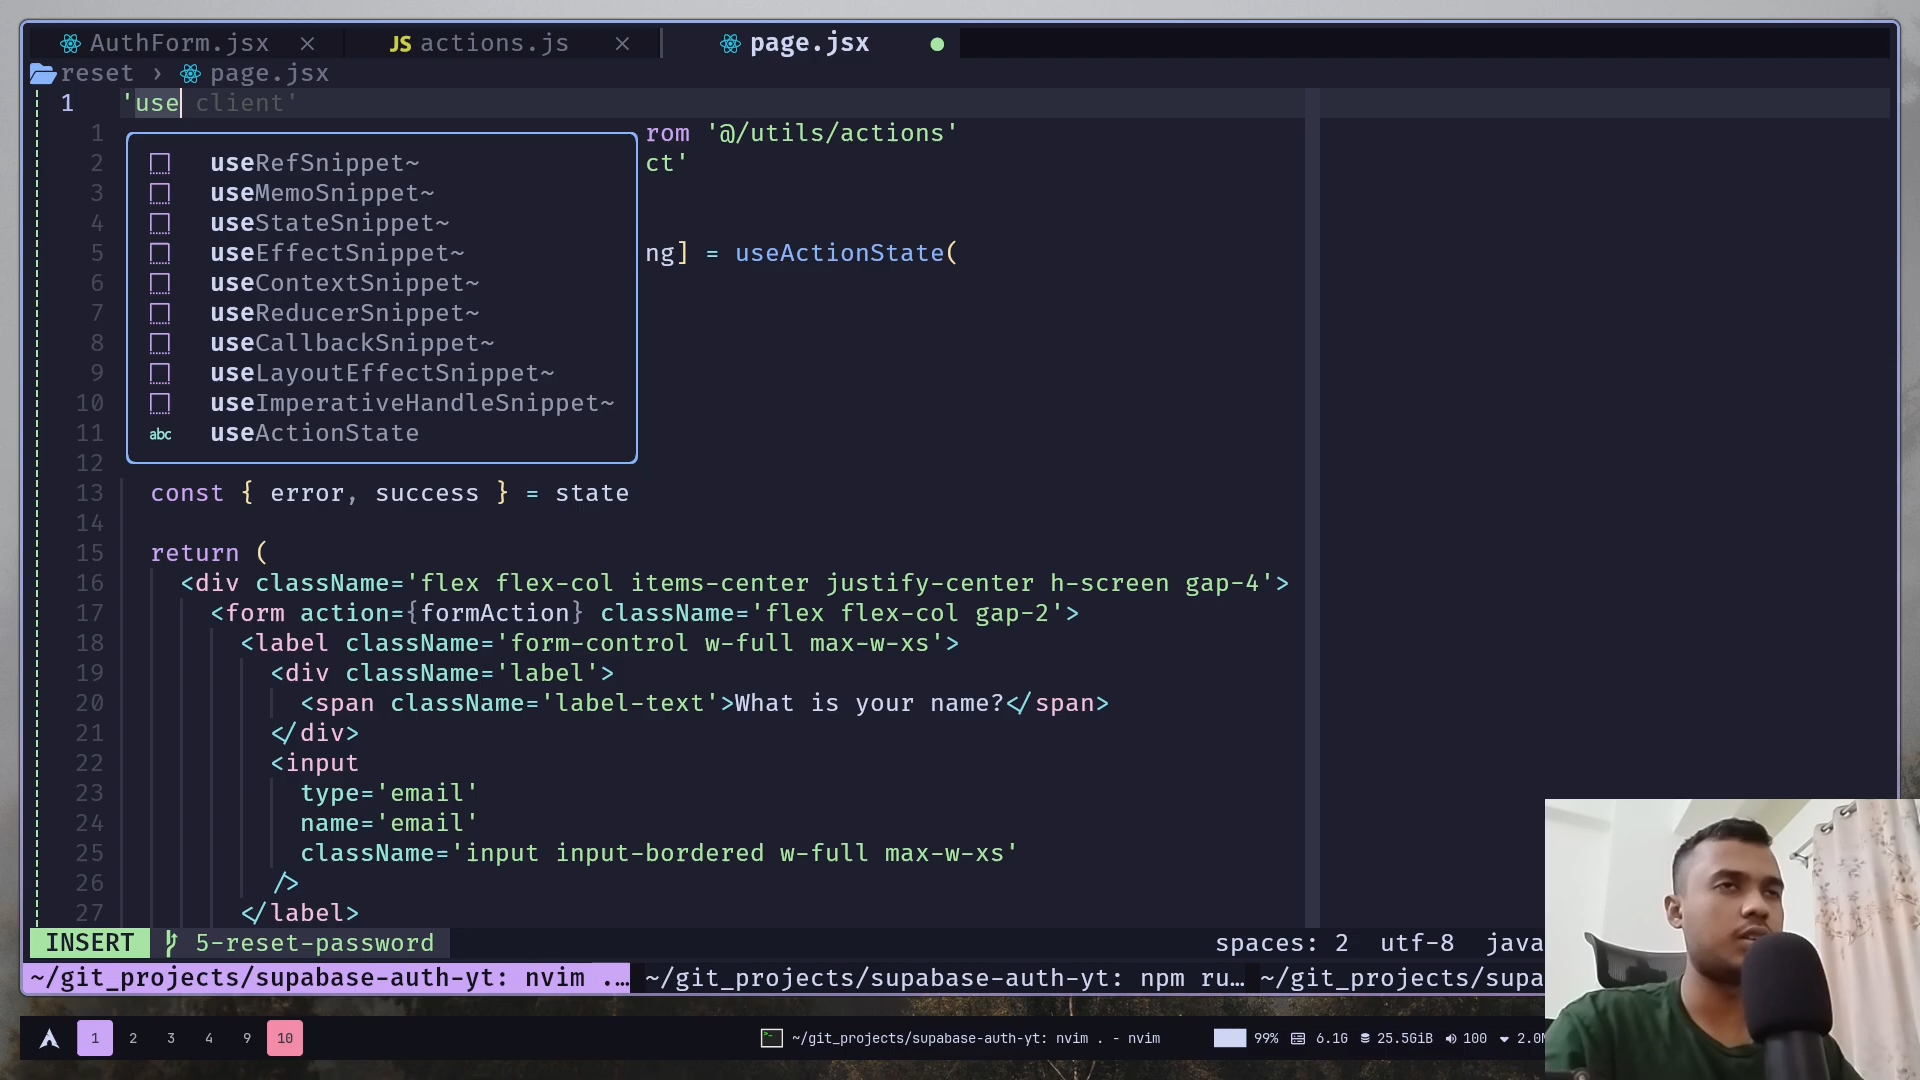 AuthForm.jsx × JS actions.js × page.jsx ●
reset › page.jsx
1 'use client'
1 rom '@/utils/actions'
2 useRefSnippet~ ct'
3 useMemoSnippet~
4 useStateSnippet~
5 useEffectSnippet~ ng] = useActionState(
6 useContextSnippet~
7 useReducerSnippet~
8 useCallbackSnippet~
9 useLayoutEffectSnippet~
10 useImperativeHandleSnippet~
11 abc useActionState
12
13 const { error, success } = state
14
15 return (
16 <div className='flex flex-col items-center justify-center h-screen gap-4'>
17 <form action={formAction} className='flex flex-col gap-2'>
18 <label className='form-control w-full max-w-xs'>
19 <div className='label'>
20 <span className='label-text'>What is your name?</span>
21 </div>
22 <input
23 type='email'
24 name='email'
25 className='input input-bordered w-full max-w-xs'
26 />
27 </label>
INSERT 5-reset-password spaces: 2 utf-8 java
~/git_projects/supabase-auth-yt: nvim .… ~/git_projects/supabase-auth-yt: npm ru… ~/git_projects/supa
1 2 3 4 9 10 ~/git_projects/supabase-auth-yt: nvim . - nvim 99% 6.1G 25.5GiB 100 2.0